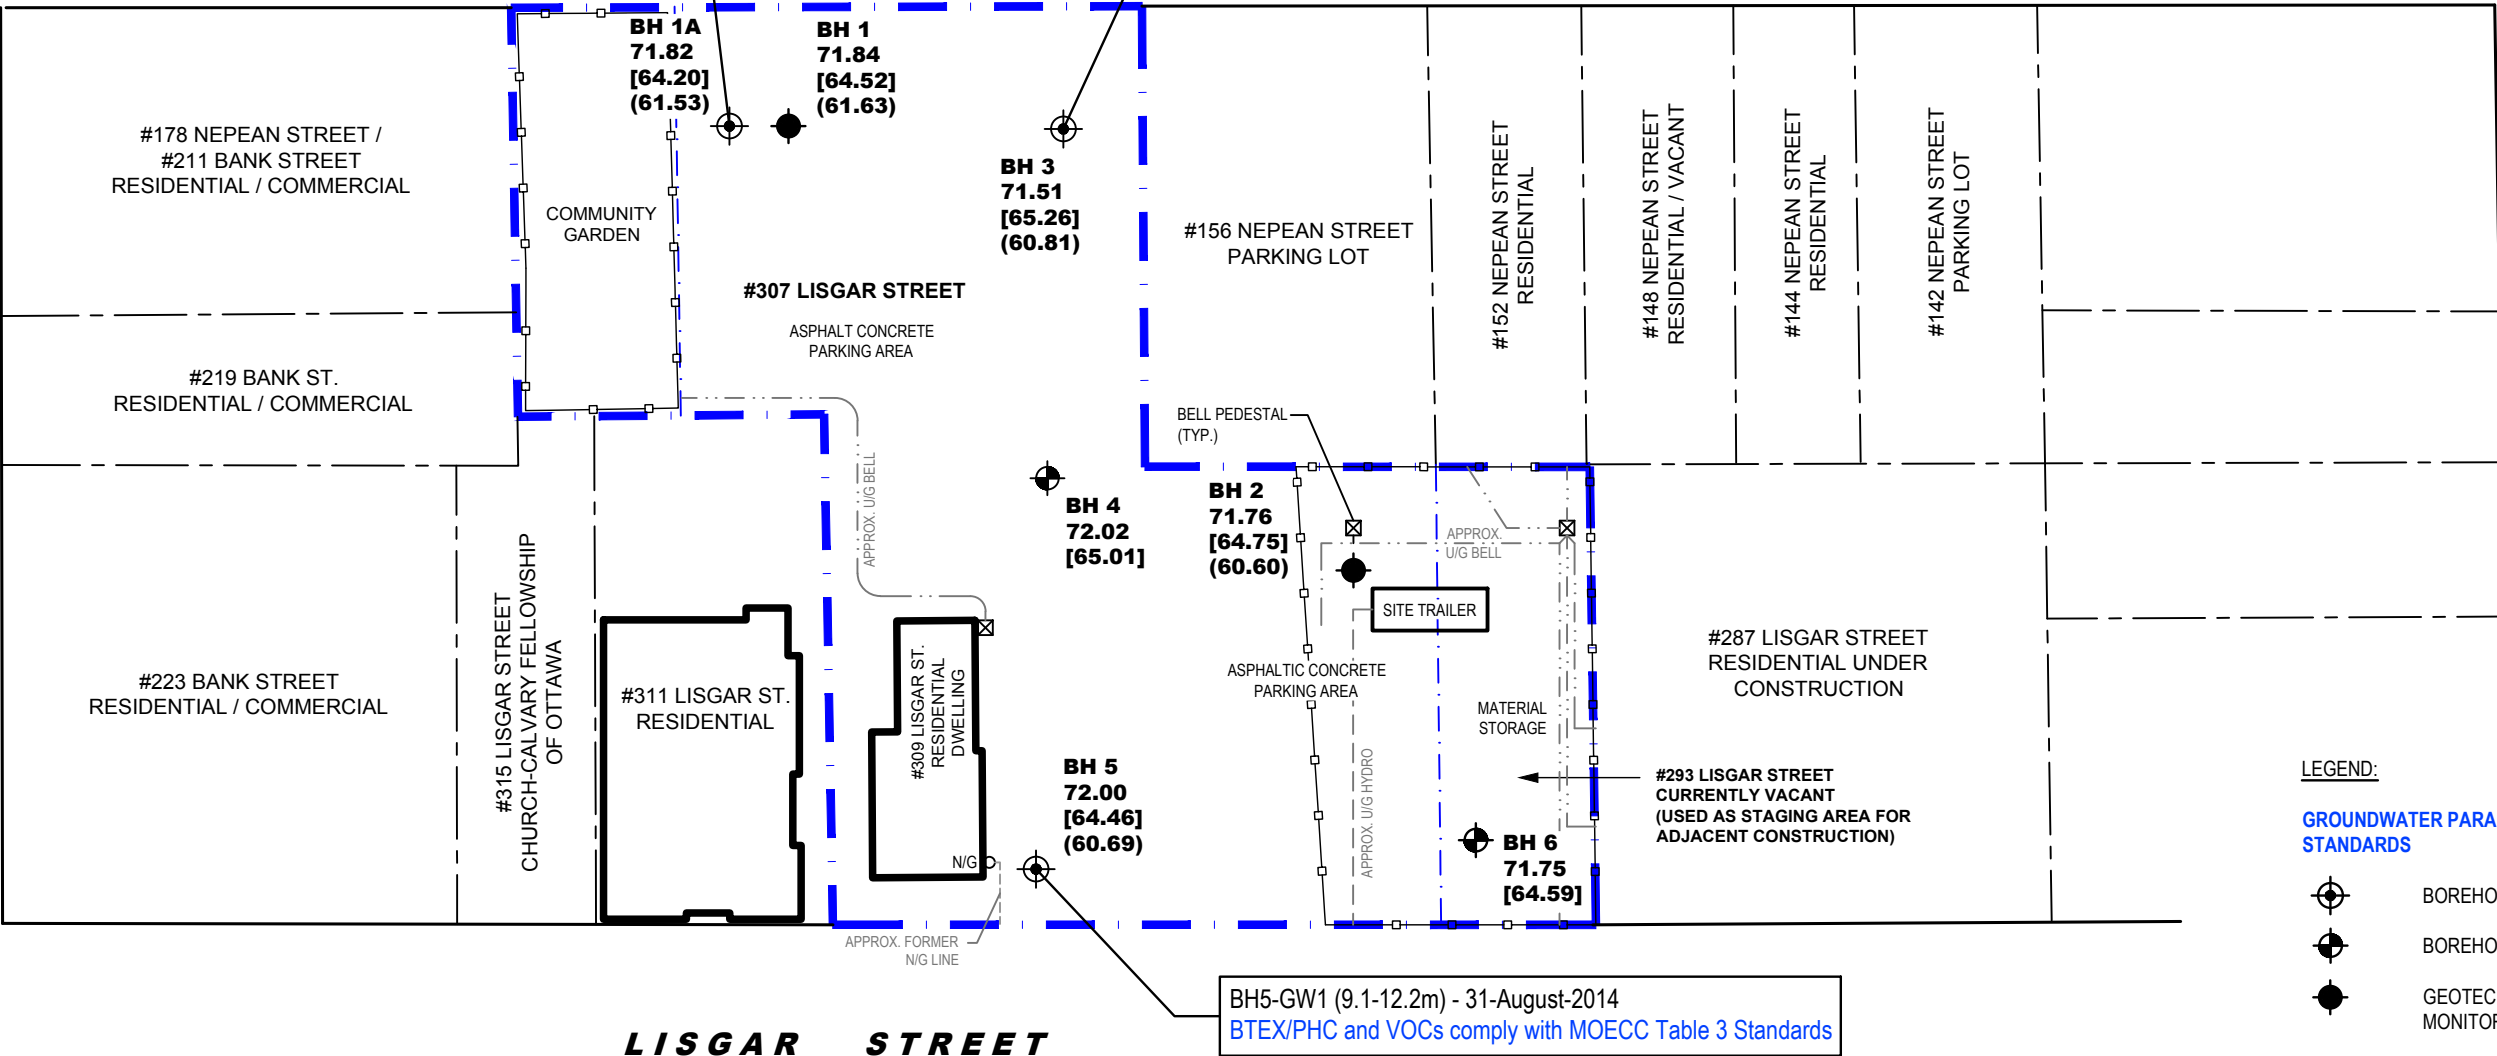 BH 1A
71.82
[64.20]
(61.53)
BH 1
71.84
[64.52]
(61.63)
#178 NEPEAN STREET /
#211 BANK STREET
RESIDENTIAL / COMMERCIAL
COMMUNITY
GARDEN
BH 3
71.51
[65.26]
(60.81)
#156 NEPEAN STREET
PARKING LOT
#152 NEPEAN STREET
RESIDENTIAL
#148 NEPEAN STREET
RESIDENTIAL / VACANT
#144 NEPEAN STREET
RESIDENTIAL
#142 NEPEAN STREET
PARKING LOT
#307 LISGAR STREET
ASPHALT CONCRETE
PARKING AREA
#219 BANK ST.
RESIDENTIAL / COMMERCIAL
BELL PEDESTAL
(TYP.)
APPROX. U/G BELL
BH 4
72.02
[65.01]
BH 2
71.76
[64.75]
(60.60)
APPROX.
U/G BELL
SITE TRAILER
#315 LISGAR STREET
CHURCH-CALVARY FELLOWSHIP
OF OTTAWA
#223 BANK STREET
RESIDENTIAL / COMMERCIAL
#311 LISGAR ST.
RESIDENTIAL
#309 LISGAR ST.
RESIDENTIAL
DWELLING
ASPHALTIC CONCRETE
PARKING AREA
MATERIAL
STORAGE
#287 LISGAR STREET
RESIDENTIAL UNDER
CONSTRUCTION
BH 5
72.00
[64.46]
(60.69)
N/G
APPROX. U/G HYDRO
#293 LISGAR STREET
CURRENTLY VACANT
(USED AS STAGING AREA FOR
ADJACENT CONSTRUCTION)
BH 6
71.75
[64.59]
APPROX. FORMER
N/G LINE
LEGEND:
GROUNDWATER PARA
STANDARDS
BOREHO
BOREHO
GEOTEC
MONITOR
BH5-GW1 (9.1-12.2m) - 31-August-2014
BTEX/PHC and VOCs comply with MOECC Table 3 Standards
LISGAR STREET